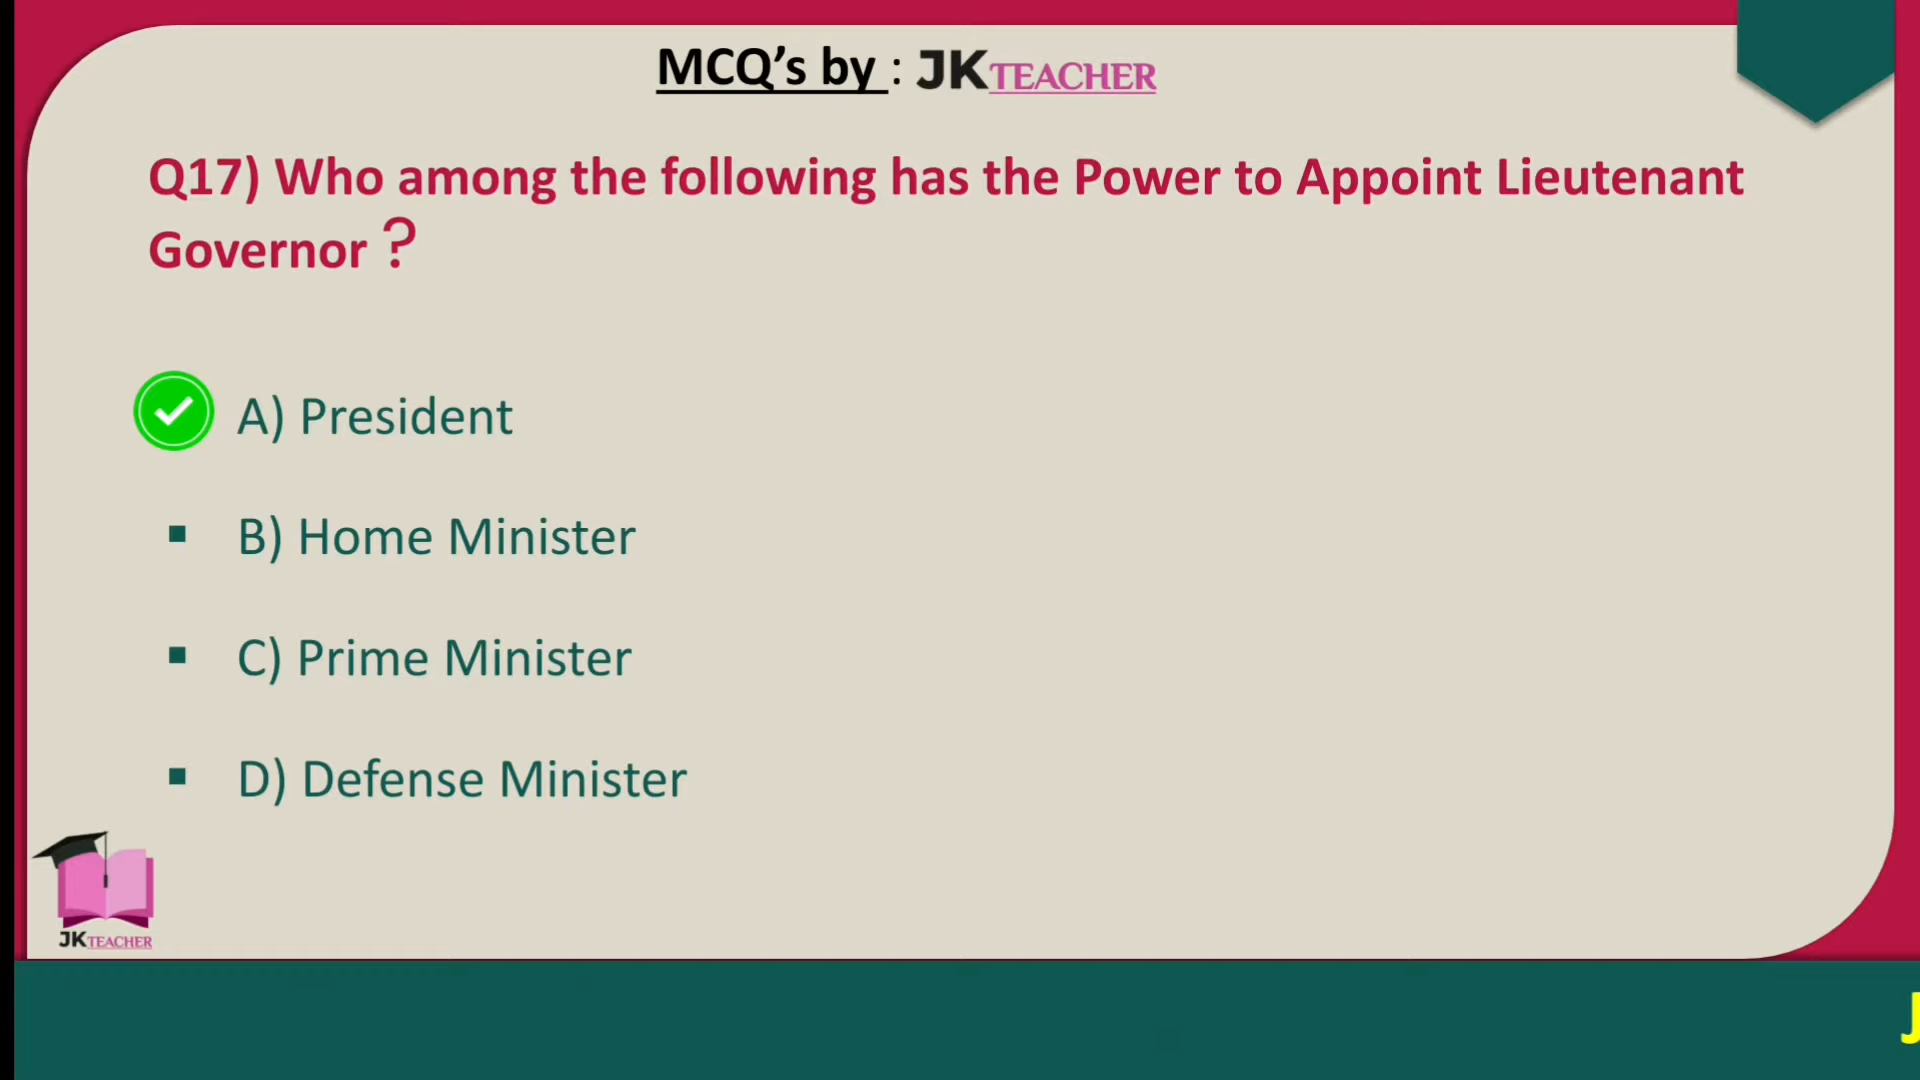 MCQ’s by : JKTEACHER
Q17) Who among the following has the Power to Appoint Lieutenant
Governor ?
A) President
▪ B) Home Minister
▪ C) Prime Minister
▪ D) Defense Minister
JKTEACHER
J